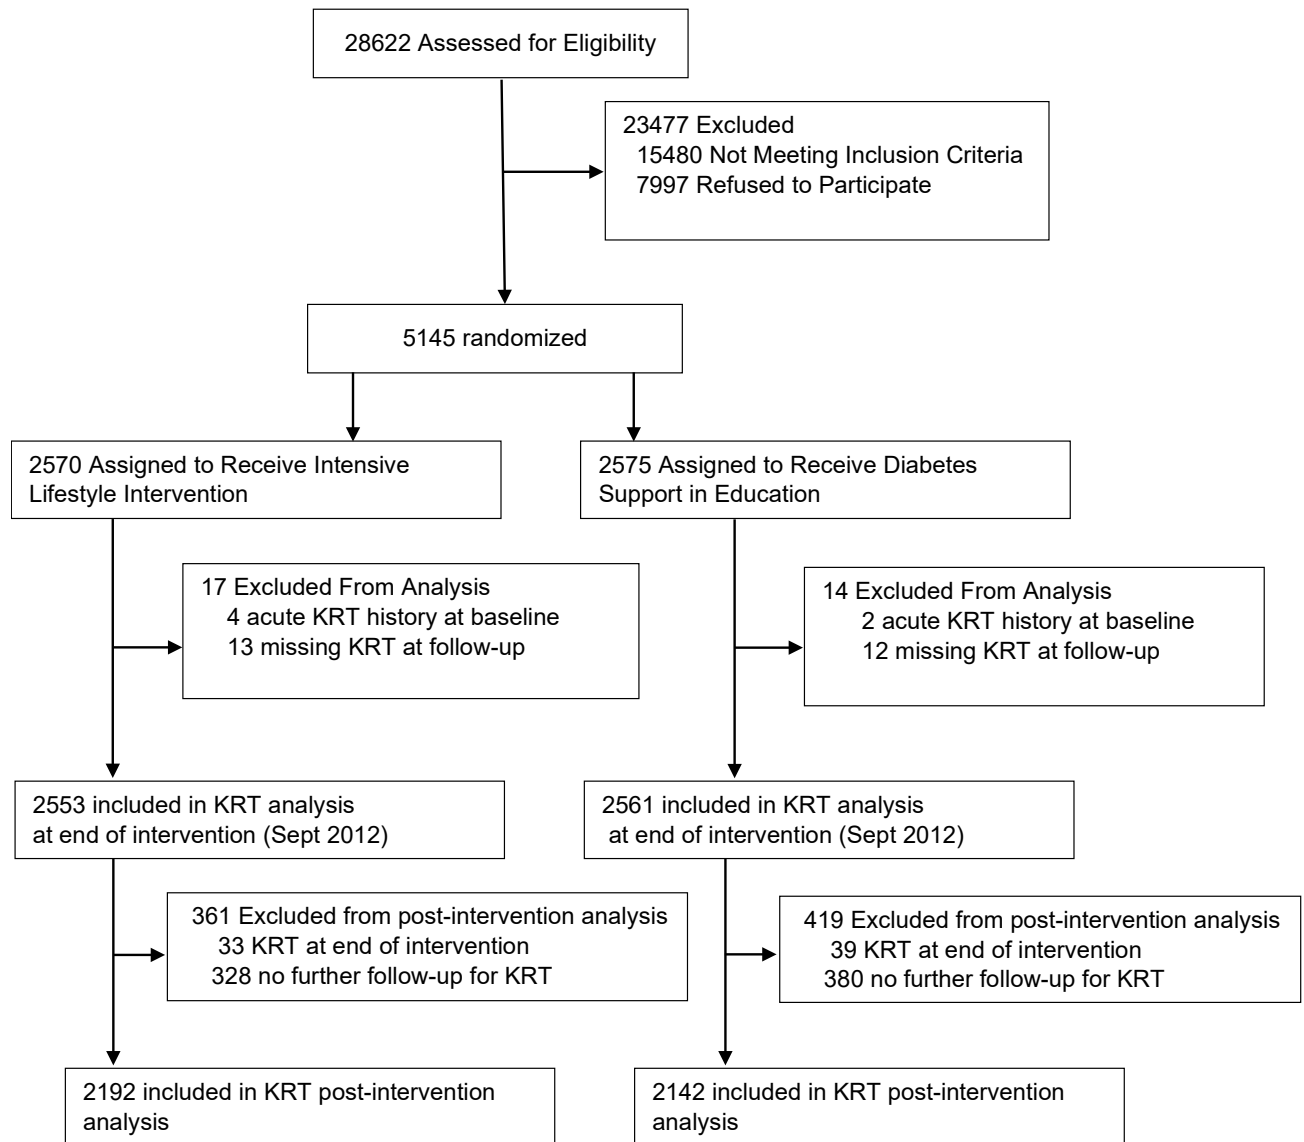 28622 Assessed for Eligibility
23477 Excluded
15480 Not Meeting Inclusion Criteria
7997 Refused to Participate
5145 randomized
2570 Assigned to Receive Intensive
Lifestyle Intervention
2575 Assigned to Receive Diabetes
Support in Education
17 Excluded From Analysis
4 acute KRT history at baseline
13 missing KRT at follow-up
14 Excluded From Analysis
2 acute KRT history at baseline
12 missing KRT at follow-up
2553 included in KRT analysis
at end of intervention (Sept 2012)
2561 included in KRT analysis
at end of intervention (Sept 2012)
361 Excluded from post-intervention analysis
33 KRT at end of intervention
328 no further follow-up for KRT
419 Excluded from post-intervention analysis
39 KRT at end of intervention
380 no further follow-up for KRT
2192 included in KRT post-intervention
analysis
2142 included in KRT post-intervention
analysis